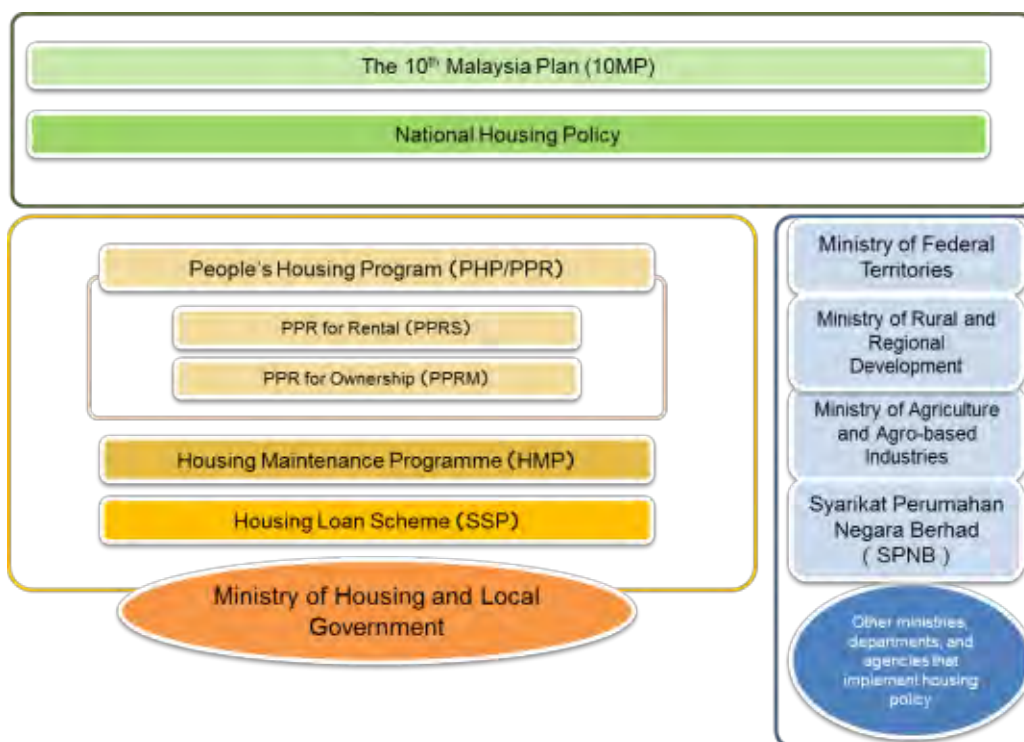 The 10th Malaysia Plan (10MP)
National Housing Policy
People's Housing Program (PHP/PPR)
PPR for Rental (PPRS)
PPR for Ownership (PPRM)
Housing Maintenance Programme (HMP)
Housing Loan Scheme (SSP)
Ministry of Housing and Local
Government
Ministry of Federal
Territories
Ministry of Rural and
Regional
Development
Ministry of Agriculture
and Agro-based
Industries
Syarikat Perumahan
Negara Berhad
( SPNB )
Other ministries,
departments, and
agencies that
implement housing
policy